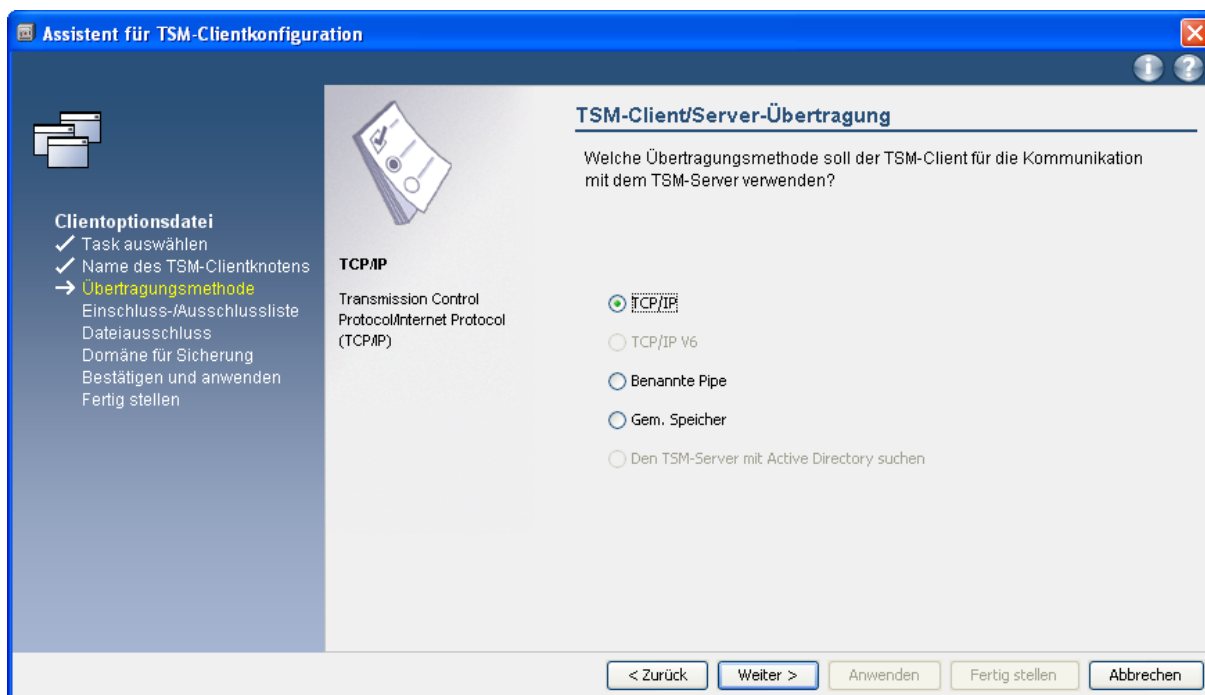 Assistent für TSM-Clientkonfiguration
Clientoptionsdatei
Task auswählen
Name des TSM-Clientknotens
Übertragungsmethode
Einschluss-/Ausschlussliste
Dateiausschluss
Domäne für Sicherung
Bestätigen und anwenden
Fertig stellen
TCP/IP
Transmission Control
Protocol/Internet Protocol
(TCP/IP)
TSM-Client/Server-Übertragung
Welche Übertragungsmethode soll der TSM-Client für die Kommunikation
mit dem TSM-Server verwenden?
TCP/IP
TCP/IP V6
Benannte Pipe
Gem. Speicher
Den TSM-Server mit Active Directory suchen
< Zurück
Weiter >
Anwenden
Fertig stellen
Abbrechen